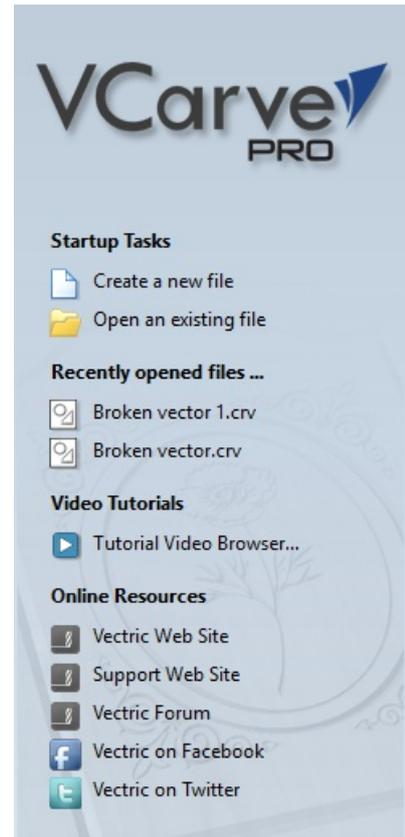 VCarve
PRO
Startup Tasks
Create a new file
Open an existing file
Recently opened files ...
Broken vector 1.crv
Broken vector.crv
Video Tutorials
Tutorial Video Browser...
Online Resources
Vectric Web Site
Support Web Site
Vectric Forum
Vectric on Facebook
Vectric on Twitter